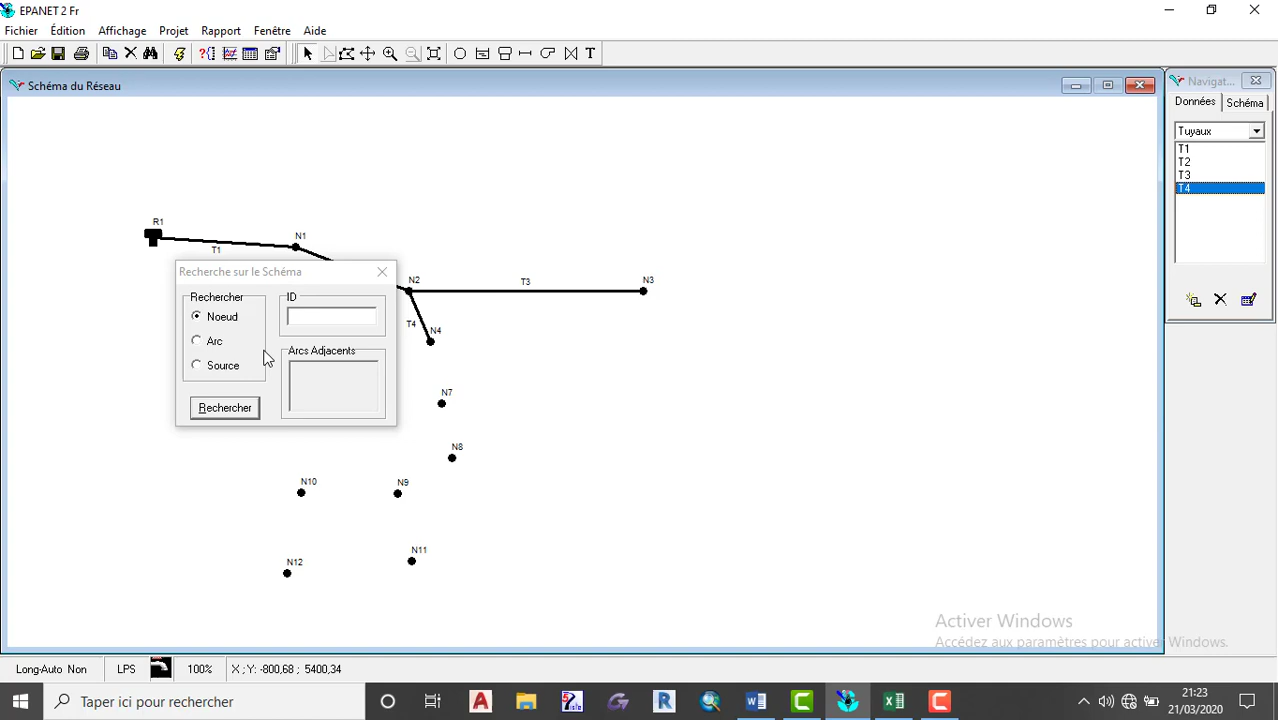 EPANET 2 Fr
Fichier Édition Affichage Projet Rapport Fenêtre Aide
Schéma du Réseau
Navigat...
Données Schéma
Tuyaux
T1
T2
T3
T4
R1
N1
T1
Recherche sur le Schéma
Rechercher
Noeud
Arc
Source
Rechercher
ID
Arcs Adjacents
N2
T3
N3
T4
N4
N7
N8
N10
N9
N12
N11
Activer Windows
Accédez aux paramètres pour activer Windows.
Long-Auto Non LPS 100% X ;Y: -800,68 ; 5400,34
Taper ici pour rechercher
21:23
21/03/2020